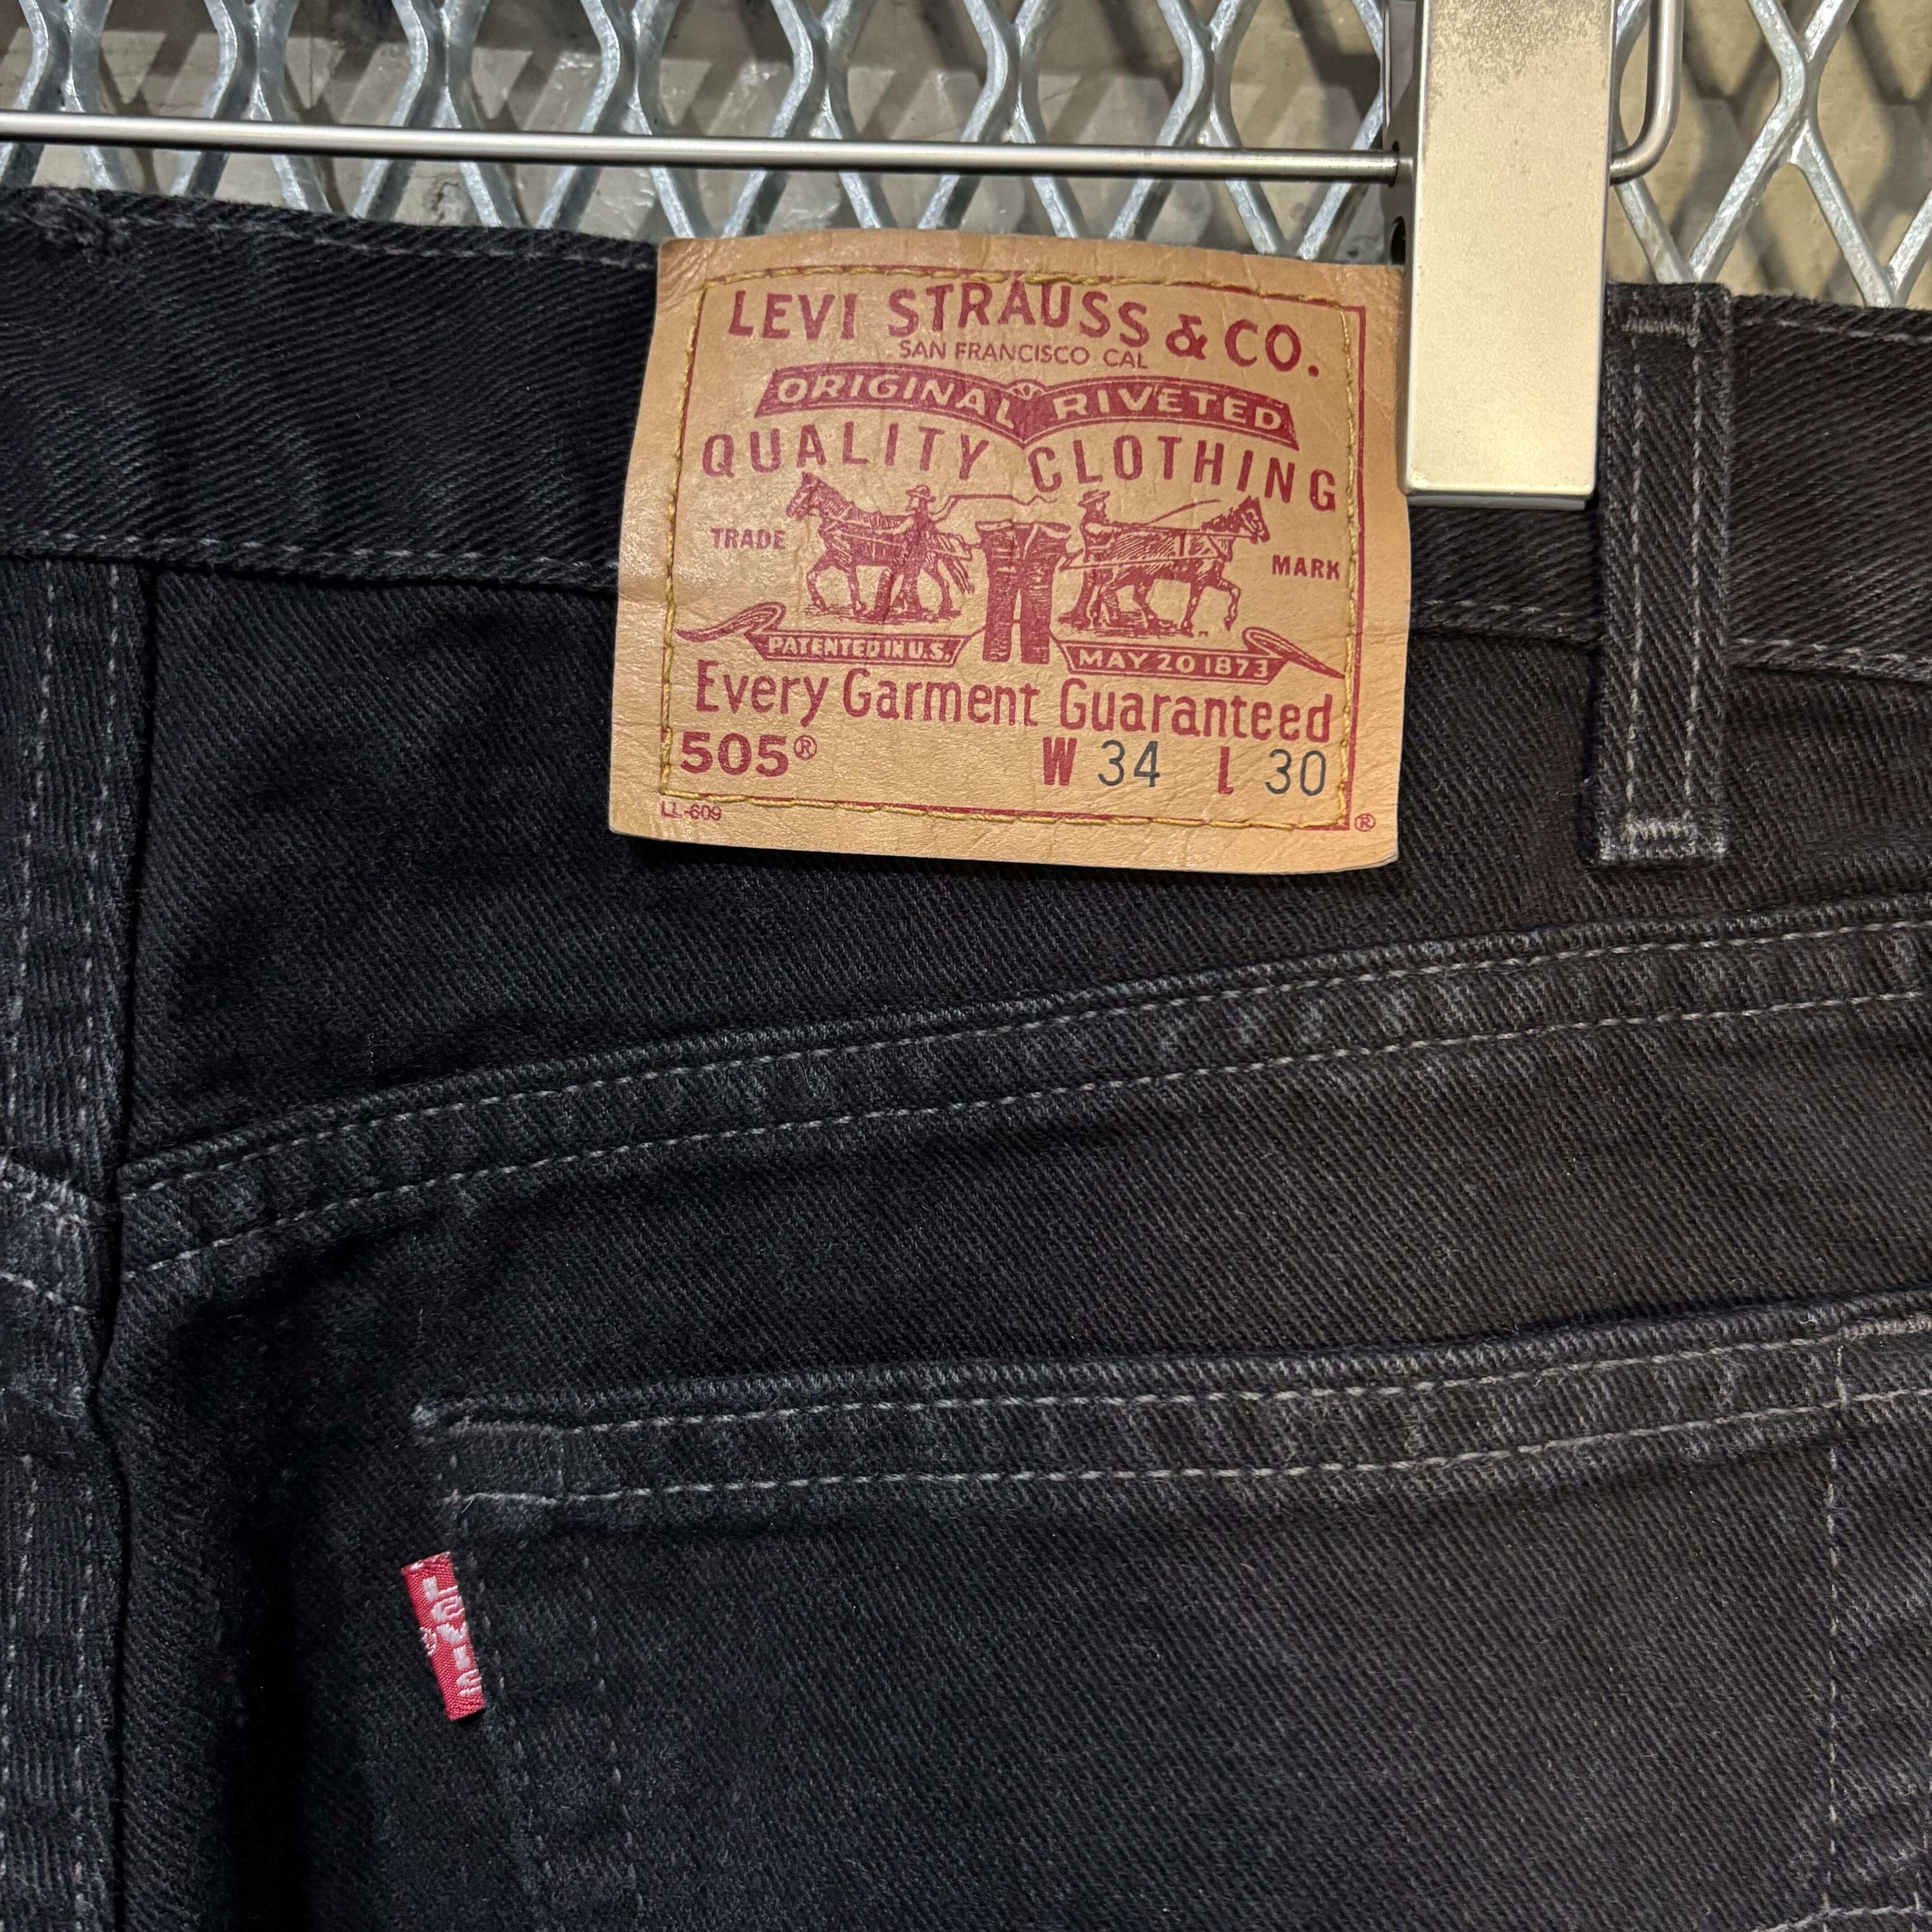 LEVI STRAUSS & CO.
SAN FRANCISCO CAL
ORIGINAL RIVETED
QUALITY CLOTHING
TRADE MARK
PATENTED IN U.S. MAY 20 1873
Every Garment Guaranteed
505® W 34 L 30
LL-609 ®
LEVI'S